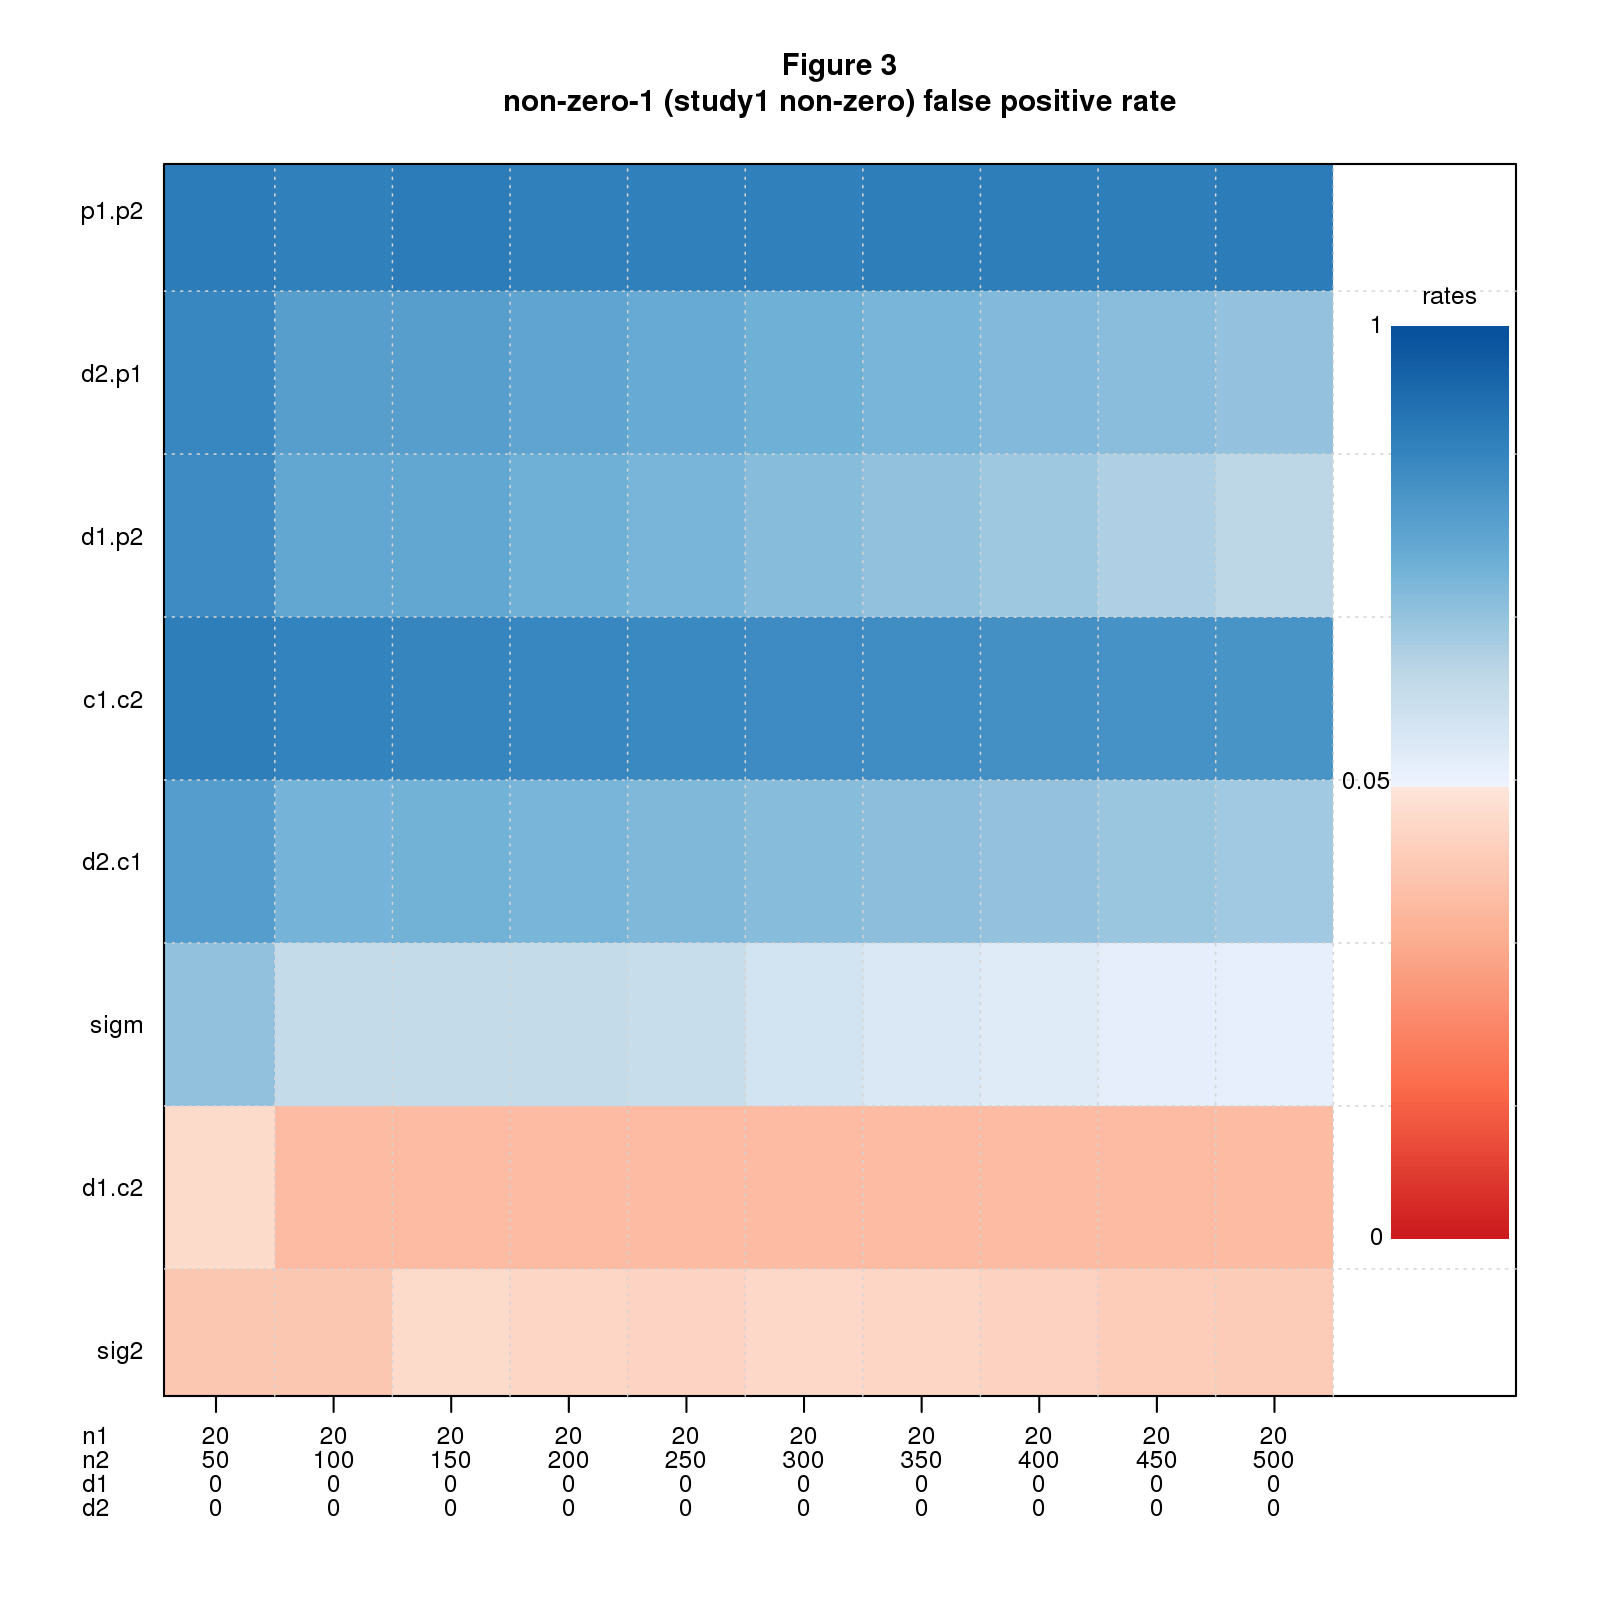 Figure 3
non-zero-1 (study1 non-zero) false positive rate
p1.p2
rates
1
d2.p1
d1.p2
c1.c2
0.05
d2.c1
sigm
d1.c2
0
sig2
n1 20 20 20 20 20 20 20 20 20 20
n2 50 100 150 200 250 300 350 400 450 500
d1 0 0 0 0 0 0 0 0 0 0
d2 0 0 0 0 0 0 0 0 0 0